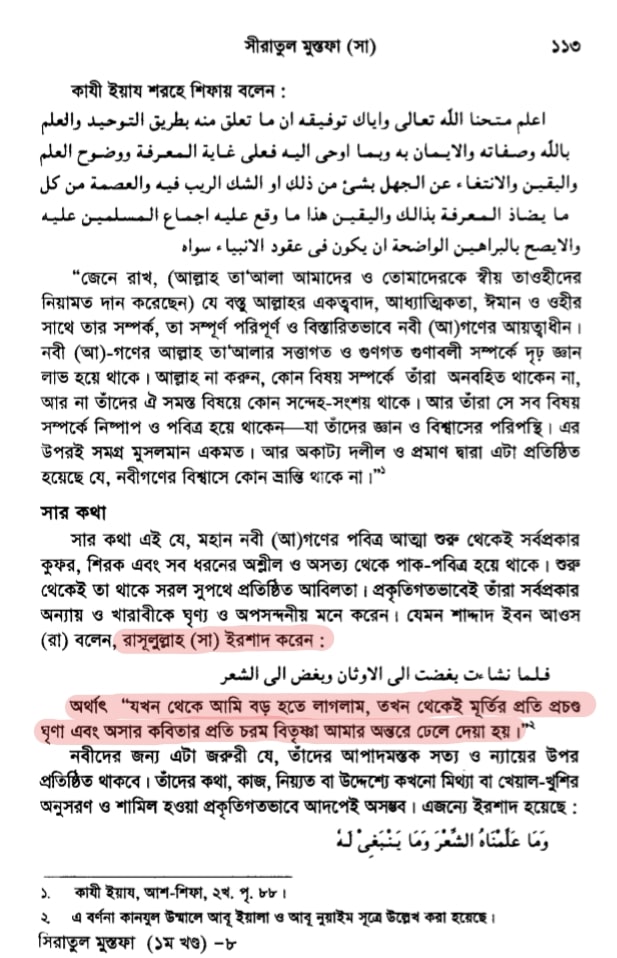 সীরাতুল মুস্তফা (সা) ১১৩
কাযী ইয়ায শরহে শিফায় বলেন :
اعلم متحنا الله تعالى واياك توفيقه ان ما تعلق منه بطريق التوحيد والعلم
بالله وصفاته والايمان به وبما اوحى اليه فعلى غاية المعرفة ووضوح العلم
واليقين والانتفاء عن الجهل بشئ من ذلك او الشك الريب فيه والعصمة من كل
ما يضاذ المعرفة بذالك واليقين هذا ما وقع عليه اجماع المسلمين عليه
والايصح بالبراهين الواضحة ان يكون فى عقود الانبياء سواه
“জেনে রাখ, (আল্লাহ তা‘আলা আমাদের ও তোমাদেরকে স্বীয় তাওহীদের
নিয়ামত দান করেছেন) যে বস্তু আল্লাহর একত্ববাদ, আধ্যাত্মিকতা, ঈমান ও ওহীর
সাথে তার সম্পর্ক, তা সম্পূর্ণ পরিপূর্ণ ও বিস্তারিতভাবে নবী (আ)গণের আয়ত্বাধীন।
নবী (আ)-গণের আল্লাহ তা‘আলার সত্তাগত ও গুণগত গুণাবলী সম্পর্কে দৃঢ় জ্ঞান
লাভ হয়ে থাকে। আল্লাহ না করুন, কোন বিষয় সম্পর্কে তাঁরা অনবহিত থাকেন না,
আর না তাঁদের ঐ সমস্ত বিষয়ে কোন সন্দেহ-সংশয় থাকে। আর তাঁরা সে সব বিষয়
সম্পর্কে নিষ্পাপ ও পবিত্র হয়ে থাকেন—যা তাঁদের জ্ঞান ও বিশ্বাসের পরিপন্থি। এর
উপরই সমগ্র মুসলমান একমত। আর অকাট্য দলীল ও প্রমাণ দ্বারা এটা প্রতিষ্ঠিত
হয়েছে যে, নবীগণের বিশ্বাসে কোন ভ্রান্তি থাকে না।”১
সার কথা
সার কথা এই যে, মহান নবী (আ)গণের পবিত্র আত্মা শুরু থেকেই সর্বপ্রকার
কুফর, শিরক এবং সব ধরনের অশ্লীল ও অসত্য থেকে পাক-পবিত্র হয়ে থাকে। শুরু
থেকেই তা থাকে সরল সুপথে প্রতিষ্ঠিত আবিলতা। প্রকৃতিগতভাবেই তাঁরা সর্বপ্রকার
অন্যায় ও খারাবীকে ঘৃণ্য ও অপসন্দনীয় মনে করেন। যেমন শাদ্দাদ ইবন আওস
(রা) বলেন, রাসূলুল্লাহ (সা) ইরশাদ করেন :
فلما نشاءت بغضت الى الاوثان وبغض الى الشعر
অর্থাৎ “যখন থেকে আমি বড় হতে লাগলাম, তখন থেকেই মূর্তির প্রতি প্রচণ্ড
ঘৃণা এবং অসার কবিতার প্রতি চরম বিতৃষ্ণা আমার অন্তরে ঢেলে দেয়া হয়।”২
নবীদের জন্য এটা জরুরী যে, তাঁদের আপাদমস্তক সত্য ও ন্যায়ের উপর
প্রতিষ্ঠিত থাকবে। তাঁদের কথা, কাজ, নিয়্যত বা উদ্দেশ্যে কখনো মিথ্যা বা খেয়াল-খুশির
অনুসরণ ও শামিল হওয়া প্রকৃতিগতভাবে আদপেই অসম্ভব। এজন্যে ইরশাদ হয়েছে :
وَمَا عَلَّمْنَاهُ الشِّعْرَ وَمَا يَنْبَغِىْ لَهُ
১. কাযী ইয়ায, আশ-শিফা, ২খ. পৃ. ৮৮।
২. এ বর্ণনা কানযুল উম্মালে আবূ ইয়ালা ও আবূ নুয়াইম সূত্রে উল্লেখ করা হয়েছে।
সিরাতুল মুস্তফা (১ম খণ্ড) –৮